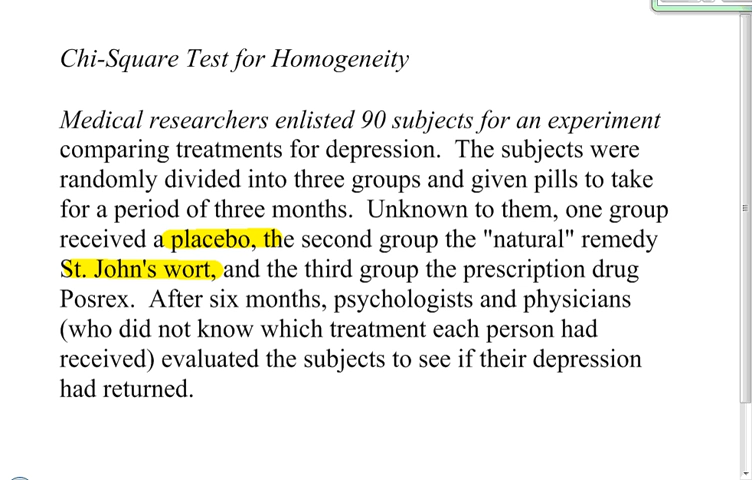 Chi-Square Test for Homogeneity
Medical researchers enlisted 90 subjects for an experiment
comparing treatments for depression. The subjects were
randomly divided into three groups and given pills to take
for a period of three months. Unknown to them, one group
received a placebo, the second group the "natural" remedy
St. John's wort, and the third group the prescription drug
Posrex. After six months, psychologists and physicians
(who did not know which treatment each person had
received) evaluated the subjects to see if their depression
had returned.